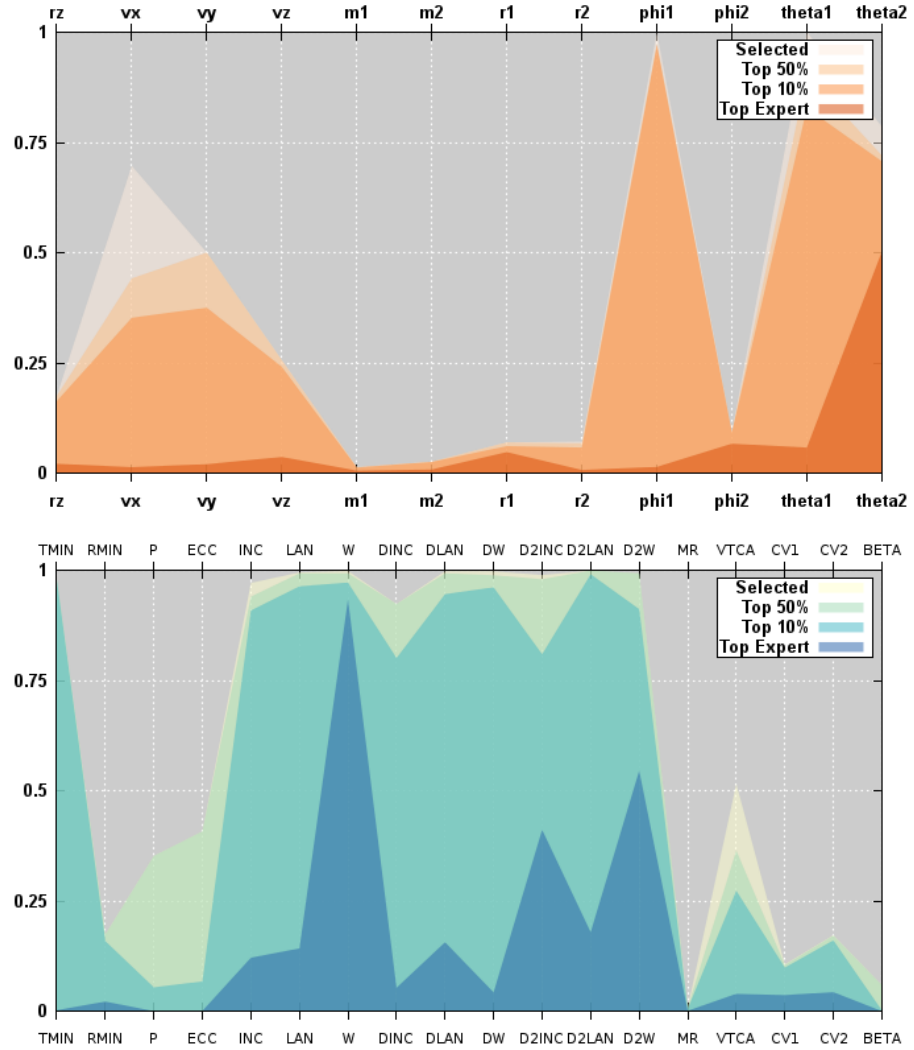 rz vx vy vz m1 m2 r1 r2 phi1 phi2 theta1 theta2
1
Selected
Top 50%
Top 10%
Top Expert
0.75
0.5
0.25
0
rz vx vy vz m1 m2 r1 r2 phi1 phi2 theta1 theta2
TMIN RMIN P ECC INC LAN W DINC DLAN DW D2INC D2LAN D2W MR VTCA CV1 CV2 BETA
1
Selected
Top 50%
Top 10%
Top Expert
0.75
0.5
0.25
0
TMIN RMIN P ECC INC LAN W DINC DLAN DW D2INC D2LAN D2W MR VTCA CV1 CV2 BETA